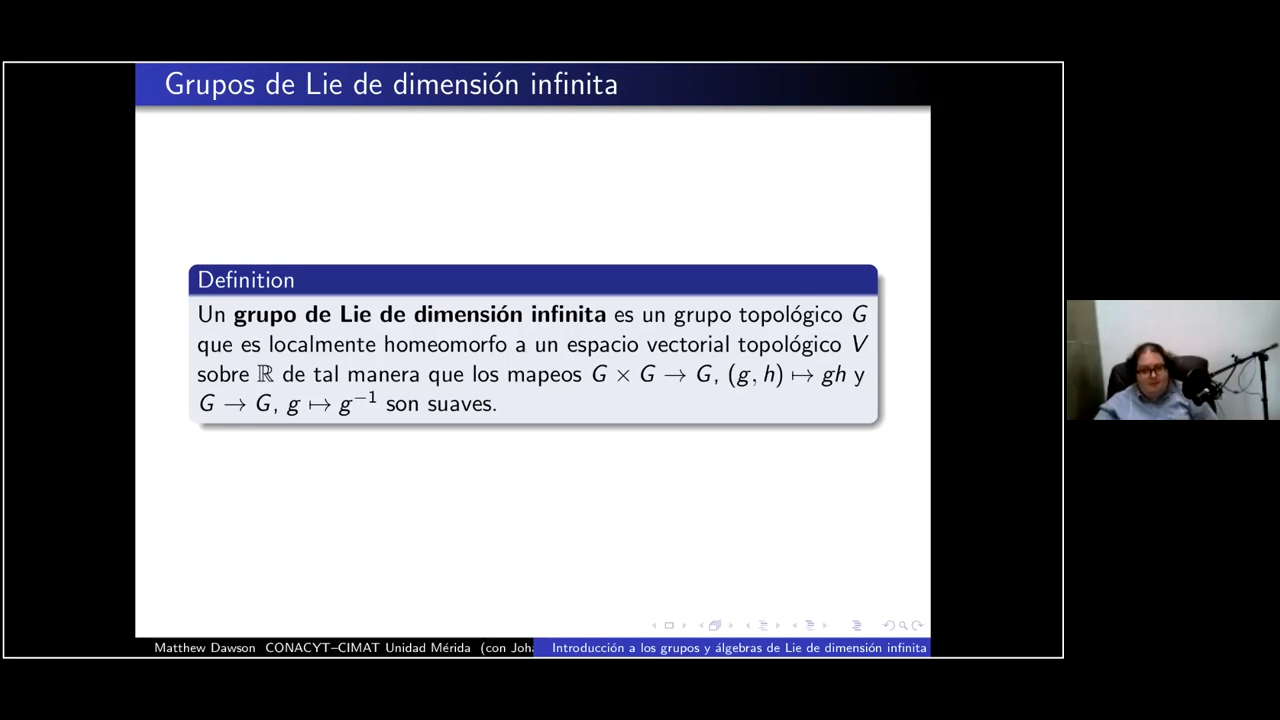 Grupos de Lie de dimensión infinita
Definition
Un grupo de Lie de dimensión infinita es un grupo topológico G
que es localmente homeomorfo a un espacio vectorial topológico V
sobre ℝ de tal manera que los mapeos G × G → G, (g, h) ↦ gh y
G → G, g ↦ g⁻¹ son suaves.
Matthew Dawson CONACYT–CIMAT Unidad Mérida (con Joh
Introducción a los grupos y álgebras de Lie de dimensión infinita